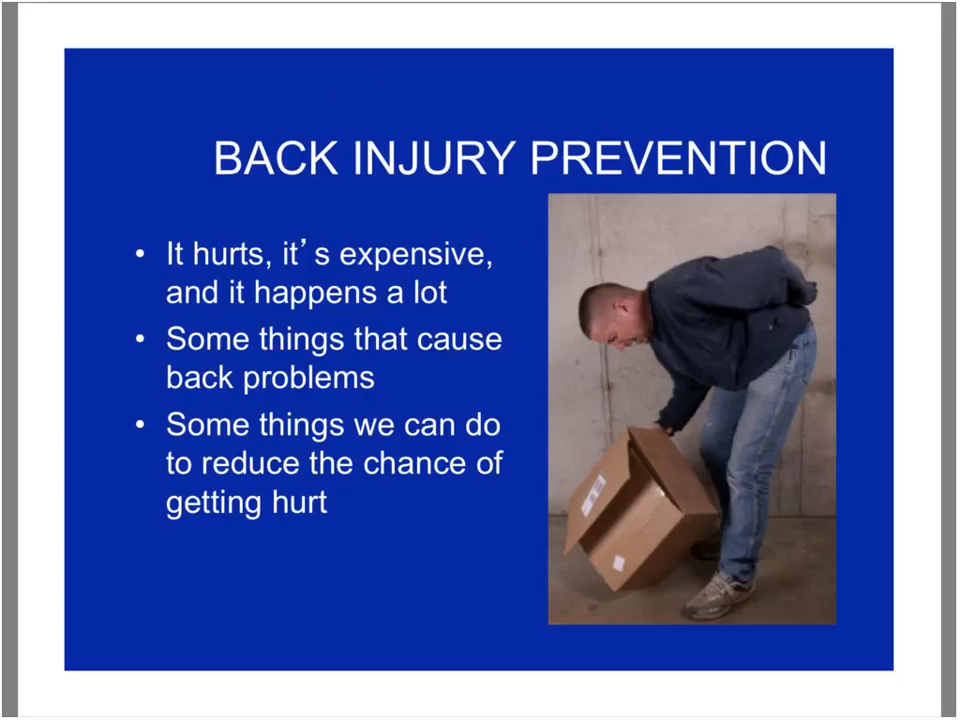 BACK INJURY PREVENTION
• It hurts, it’s expensive,
and it happens a lot
• Some things that cause
back problems
• Some things we can do
to reduce the chance of
getting hurt